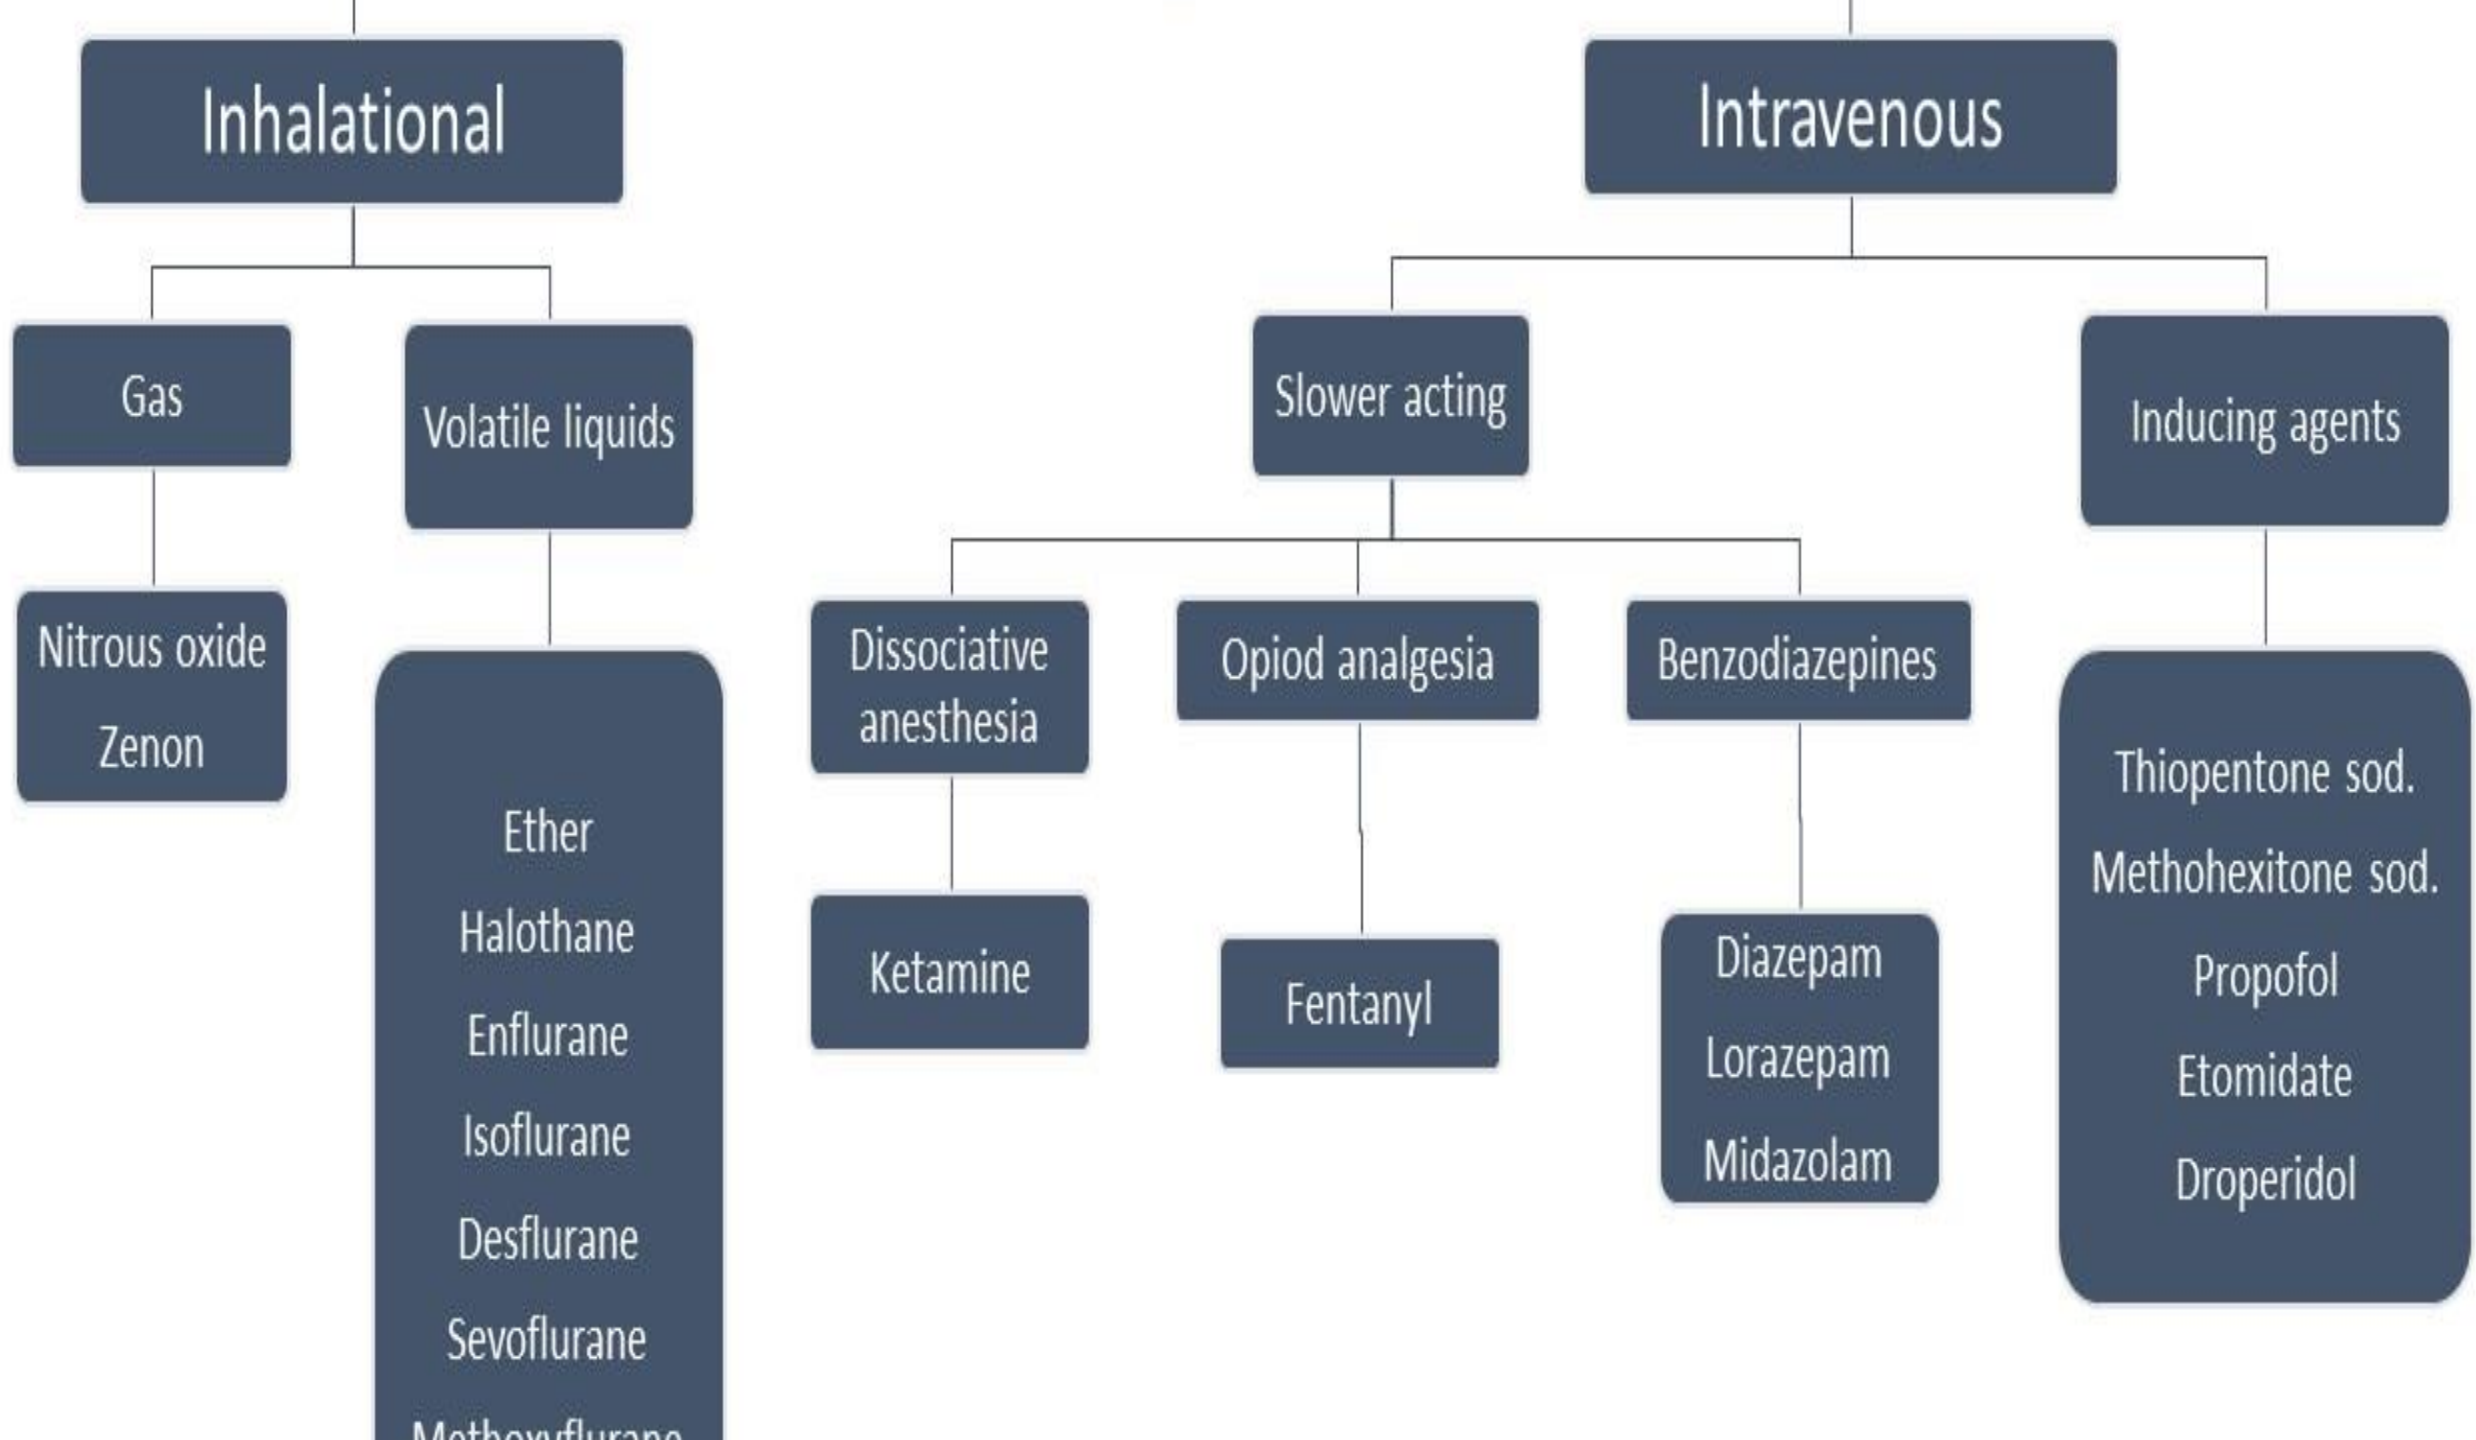 Inhalational
Intravenous
Gas
Volatile liquids
Slower acting
Inducing agents
Nitrous oxide
Zenon
Ether
Halothane
Enflurane
Isoflurane
Desflurane
Sevoflurane
Methoxyflurane
Dissociative
anesthesia
Opiod analgesia
Benzodiazepines
Ketamine
Fentanyl
Diazepam
Lorazepam
Midazolam
Thiopentone sod.
Methohexitone sod.
Propofol
Etomidate
Droperidol